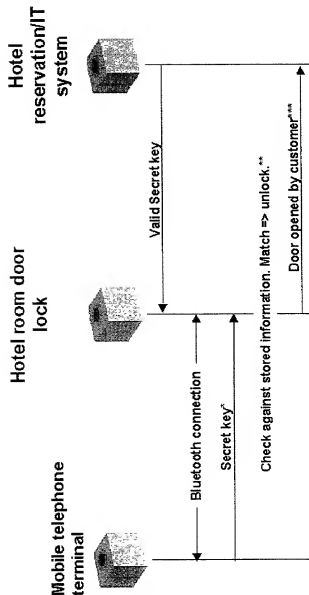 Mobile telephone
terminal
Hotel room door
lock
Hotel
reservation/IT
system
Valid Secret key
Bluetooth connection
Secret key*
Check against stored information. Match => unlock.**
Door opened by customer***